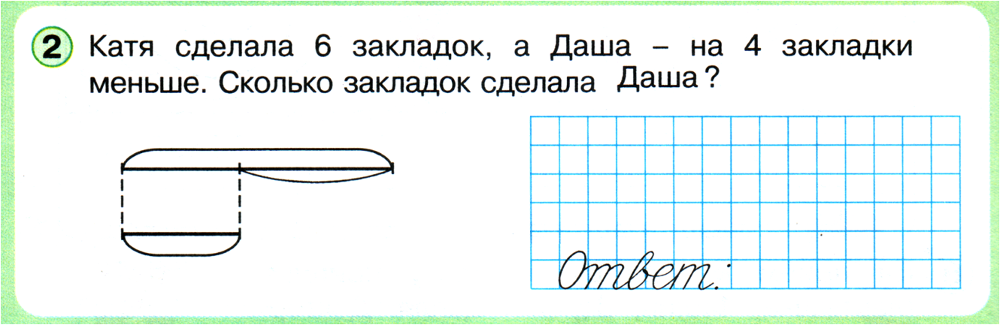 2 Катя сделала 6 закладок, а Даша – на 4 закладки
меньше. Сколько закладок сделала Даша?
Ответ: